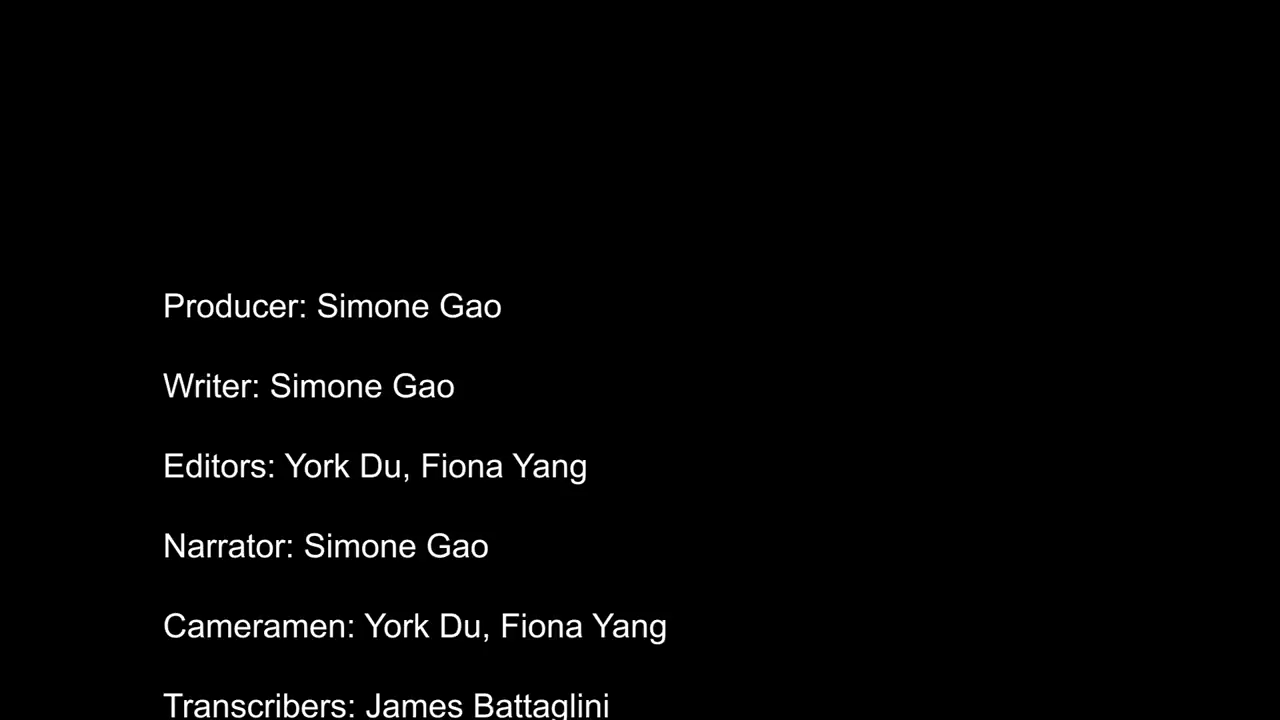 Producer: Simone Gao
Writer: Simone Gao
Editors: York Du, Fiona Yang
Narrator: Simone Gao
Cameramen: York Du, Fiona Yang
Transcribers: James Battaglini